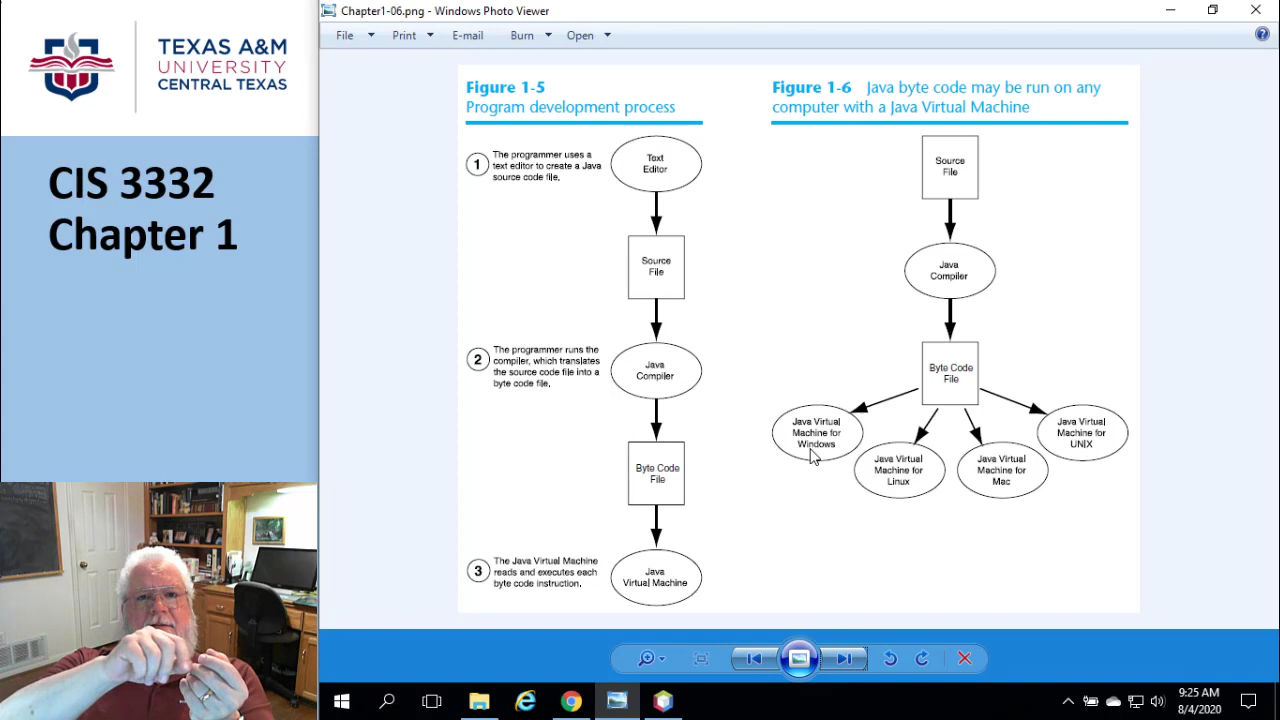 TEXAS A&M
UNIVERSITY
CENTRAL TEXAS
CIS 3332
Chapter 1
Chapter1-06.png - Windows Photo Viewer
File Print E-mail Burn Open
Figure 1-5
Program development process
1
The programmer uses a
text editor to create a Java
source code file.
Text
Editor
Source
File
2
The programmer runs the
compiler, which translates
the source code file into a
byte code file.
Java
Compiler
Byte Code
File
3
The Java Virtual Machine
reads and executes each
byte code instruction.
Java
Virtual Machine
Figure 1-6 Java byte code may be run on any
computer with a Java Virtual Machine
Source
File
Java
Compiler
Byte Code
File
Java Virtual
Machine for
Windows
Java Virtual
Machine for
Linux
Java Virtual
Machine for
Mac
Java Virtual
Machine for
UNIX
9:25 AM
8/4/2020